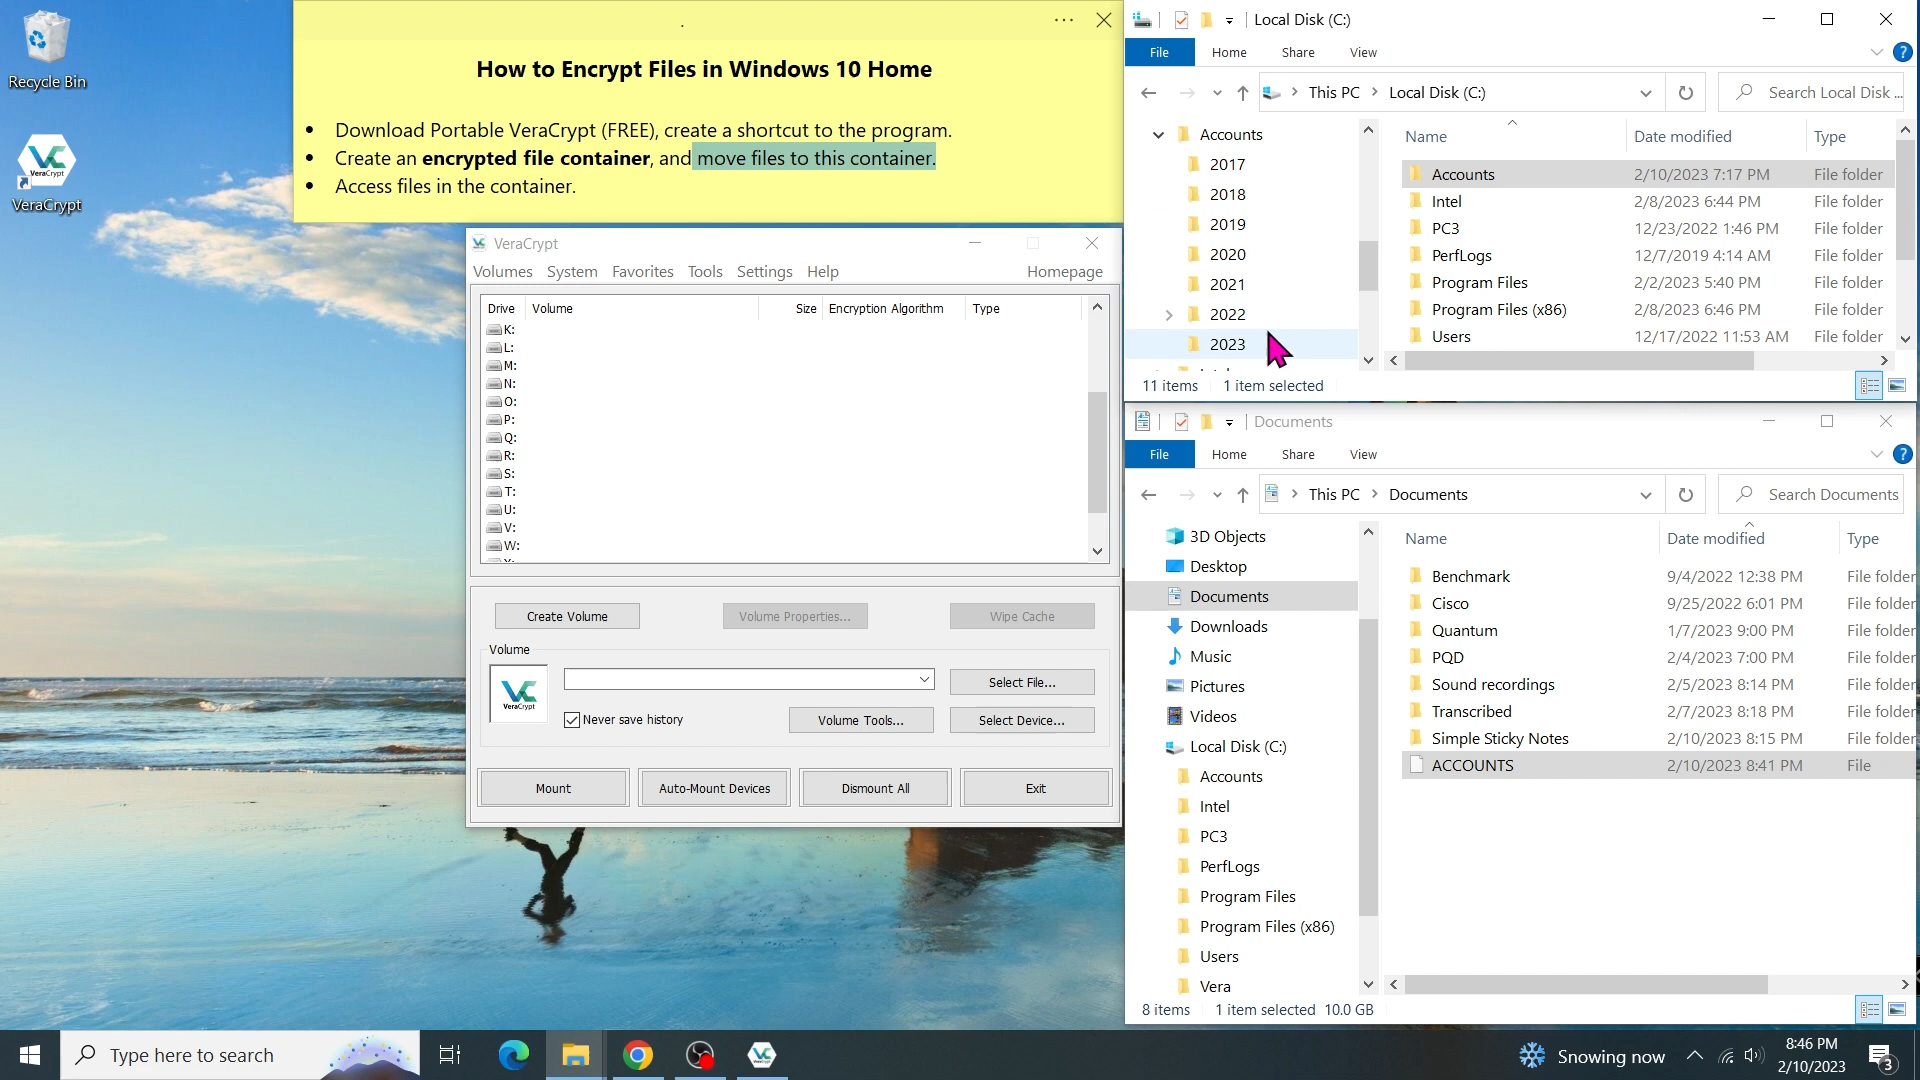 Recycle Bin
VeraCrypt
VeraCrypt
.
How to Encrypt Files in Windows 10 Home
• Download Portable VeraCrypt (FREE), create a shortcut to the program.
• Create an encrypted file container, and move files to this container.
• Access files in the container.
VeraCrypt
Volumes System Favorites Tools Settings Help Homepage
Drive Volume Size Encryption Algorithm Type
K:
L:
M:
N:
O:
P:
Q:
R:
S:
T:
U:
V:
W:
Create Volume Volume Properties... Wipe Cache
Volume
VeraCrypt
Select File...
Never save history Volume Tools... Select Device...
Mount Auto-Mount Devices Dismount All Exit
Local Disk (C:)
File Home Share View
This PC Local Disk (C:) Search Local Disk ...
Accounts
2017
2018
2019
2020
2021
2022
2023
Name Date modified Type
Accounts 2/10/2023 7:17 PM File folder
Intel 2/8/2023 6:44 PM File folder
PC3 12/23/2022 1:46 PM File folder
PerfLogs 12/7/2019 4:14 AM File folder
Program Files 2/2/2023 5:40 PM File folder
Program Files (x86) 2/8/2023 6:46 PM File folder
Users 12/17/2022 11:53 AM File folder
11 items 1 item selected
Documents
File Home Share View
This PC Documents Search Documents
3D Objects
Desktop
Documents
Downloads
Music
Pictures
Videos
Local Disk (C:)
Accounts
Intel
PC3
PerfLogs
Program Files
Program Files (x86)
Users
Vera
Name Date modified Type
Benchmark 9/4/2022 12:38 PM File folder
Cisco 9/25/2022 6:01 PM File folder
Quantum 1/7/2023 9:00 PM File folder
PQD 2/4/2023 7:00 PM File folder
Sound recordings 2/5/2023 8:14 PM File folder
Transcribed 2/7/2023 8:18 PM File folder
Simple Sticky Notes 2/10/2023 8:15 PM File folder
ACCOUNTS 2/10/2023 8:41 PM File
8 items 1 item selected 10.0 GB
Type here to search
Snowing now
8:46 PM
2/10/2023
3